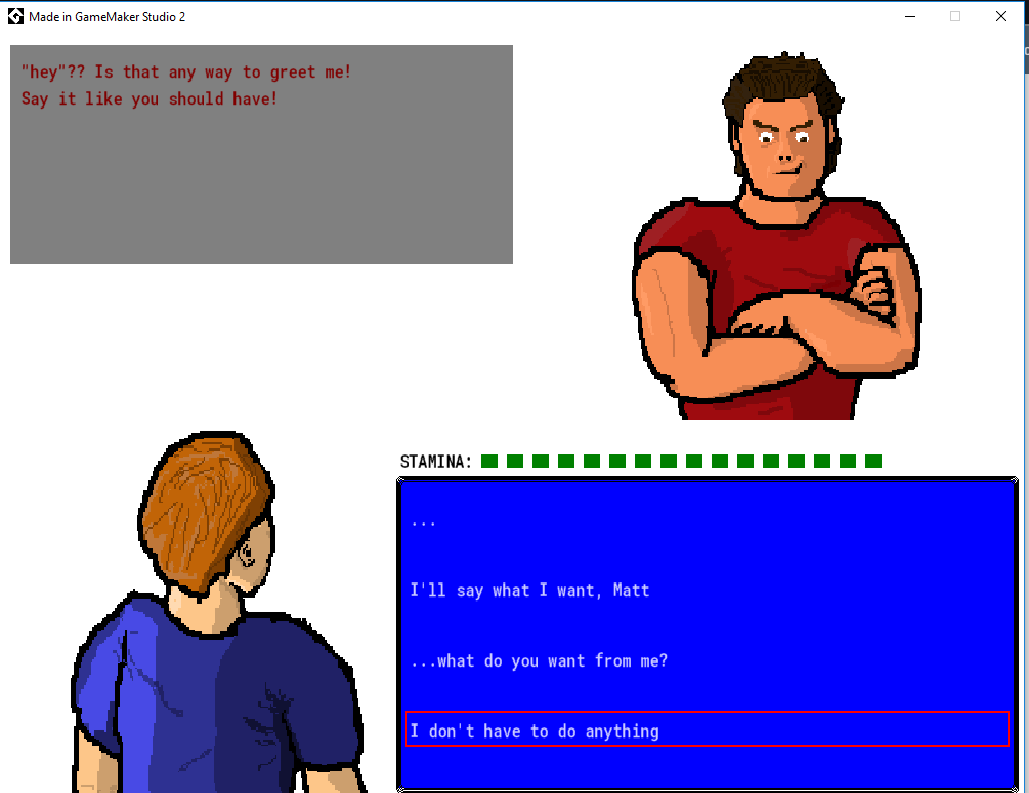 Made in GameMaker Studio 2
"hey"?? Is that any way to greet me!
Say it like you should have!
STAMINA:
...
I'll say what I want, Matt
...what do you want from me?
I don't have to do anything